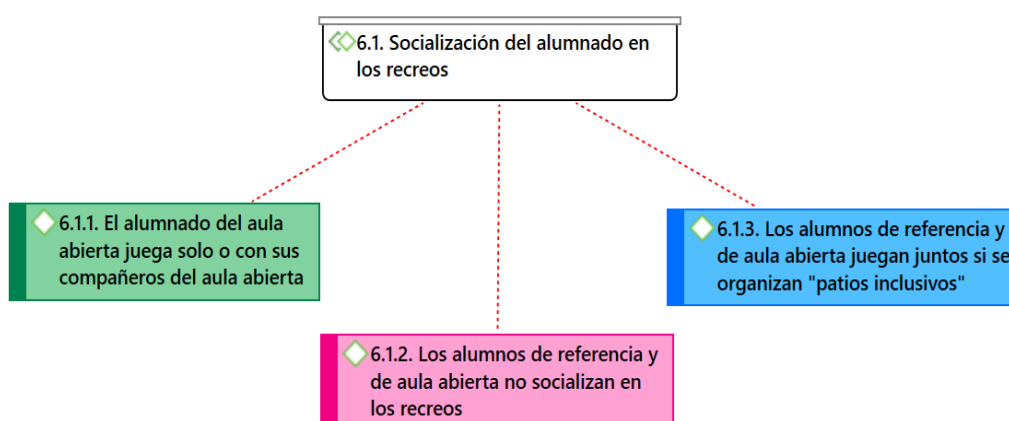 6.1. Socialización del alumnado en
los recreos
6.1.1. El alumnado del aula
abierta juega solo o con sus
compañeros del aula abierta
6.1.2. Los alumnos de referencia y
de aula abierta no socializan en
los recreos
6.1.3. Los alumnos de referencia y
de aula abierta juegan juntos si se
organizan "patios inclusivos"